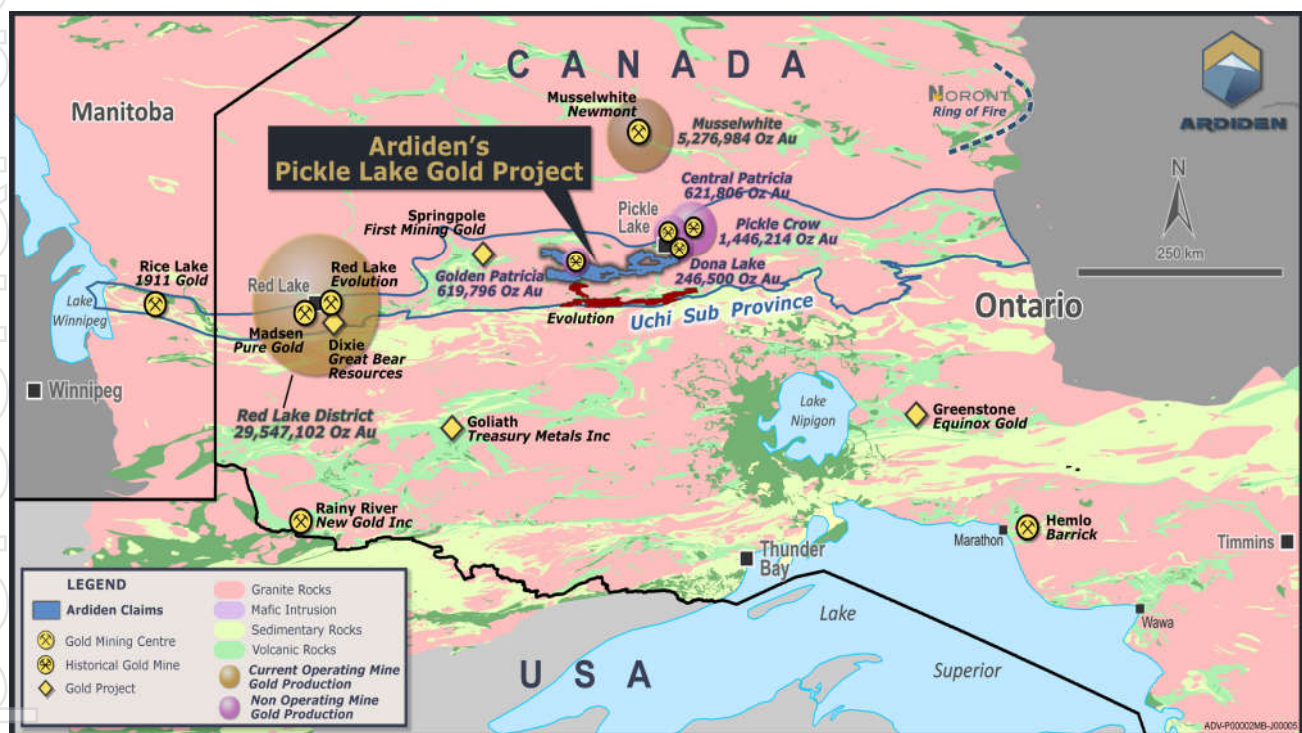 C A N A D A
Manitoba
Musselwhite
Newmont
Musselwhite
5,276,984 Oz Au
NORONT
Ring of Fire
ARDIDEN
Ardiden's
Pickle Lake Gold Project
N
250 km
Central Patricia
621,806 Oz Au
Pickle
Lake
Pickle Crow
1,446,214 Oz Au
Springpole
First Mining Gold
Dona Lake
246,500 Oz Au
Golden Patricia
619,796 Oz Au
Rice Lake
1911 Gold
Red Lake
Red Lake
Evolution
Lake
Winnipeg
Madsen
Pure Gold
Dixie
Great Bear
Resources
Evolution
Uchi Sub Province
Ontario
Winnipeg
Red Lake District
29,547,102 Oz Au
Goliath
Treasury Metals Inc
Lake
Nipigon
Greenstone
Equinox Gold
Rainy River
New Gold Inc
Hemlo
Barrick
Marathon
Timmins
Thunder
Bay
Wawa
Lake
Superior
U S A
LEGEND
Ardiden Claims
Gold Mining Centre
Historical Gold Mine
Gold Project
Granite Rocks
Mafic Intrusion
Sedimentary Rocks
Volcanic Rocks
Current Operating Mine
Gold Production
Non Operating Mine
Gold Production
ADV-P00002MB-J00005